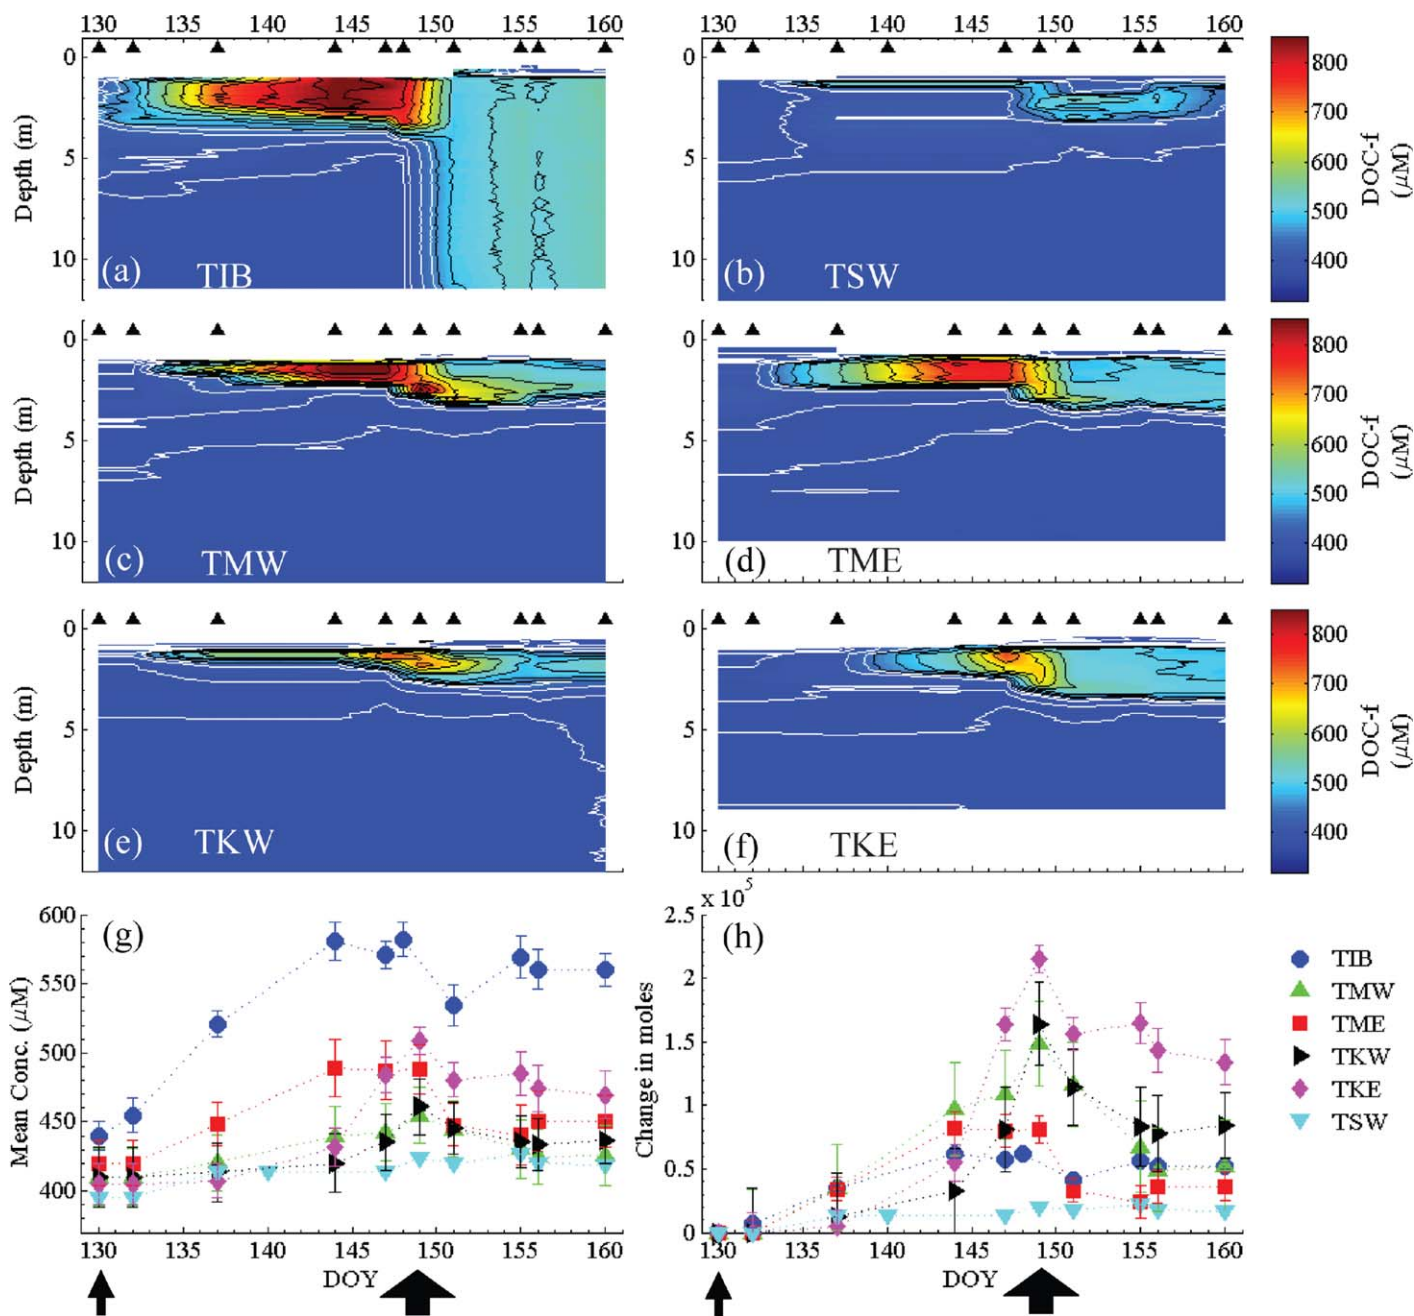 130 135 140 145 150 155 160
130 135 140 145 150 155 160
0
5
10
Depth (m)
(a) TIB
0
5
10
(b) TSW
800
700
600
500
400
DOC-f
(μM)
0
5
10
Depth (m)
(c) TMW
0
5
10
(d) TME
800
700
600
500
400
DOC-f
(μM)
0
5
10
Depth (m)
(e) TKW
0
5
10
(f) TKE
800
700
600
500
400
DOC-f
(μM)
600
550
500
450
400
Mean Conc. (μM)
(g)
130 135 140 145 150 155 160
DOY
x 10^5
2.5
2.0
1.5
1.0
0.5
0
Change in moles
(h)
130 135 140 145 150 155 160
DOY
TIB
TMW
TME
TKW
TKE
TSW